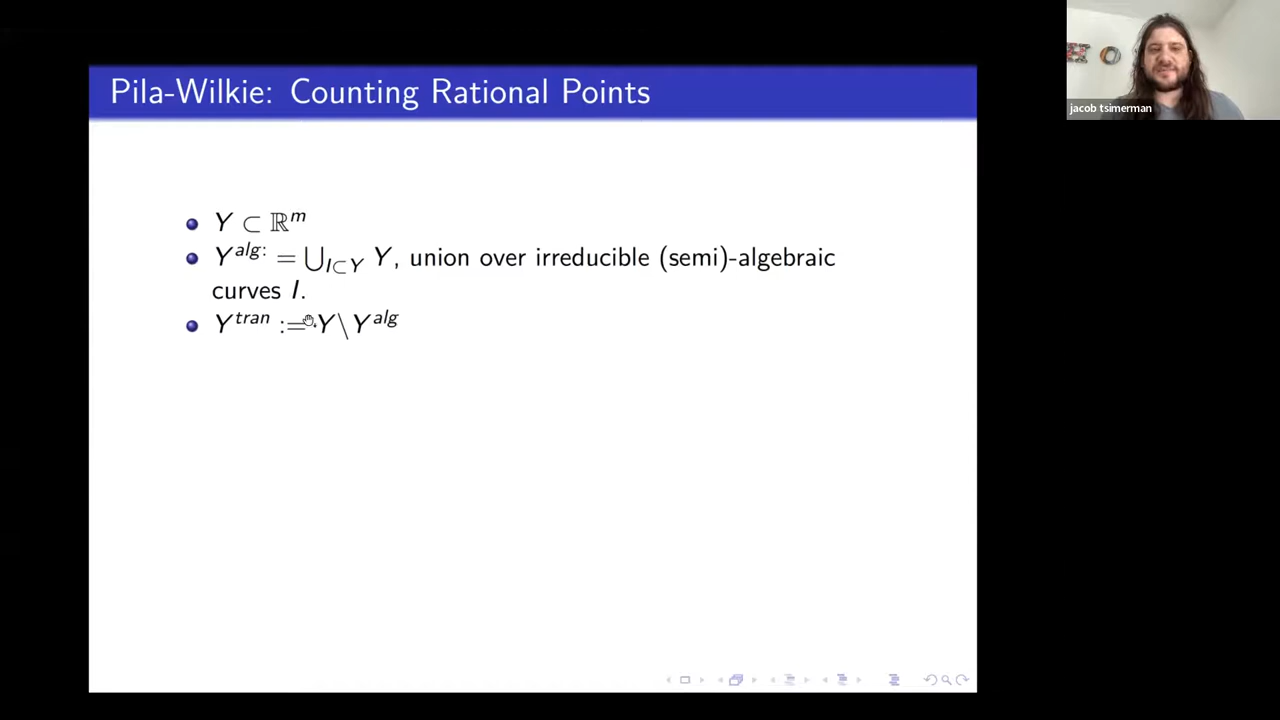 Pila-Wilkie: Counting Rational Points
jacob tsimerman
Y ⊂ ℝ^m
Y^{alg:} = ⋃_{I⊂Y} Y, union over irreducible (semi)-algebraic
curves I.
Y^{tran} := Y\Y^{alg}